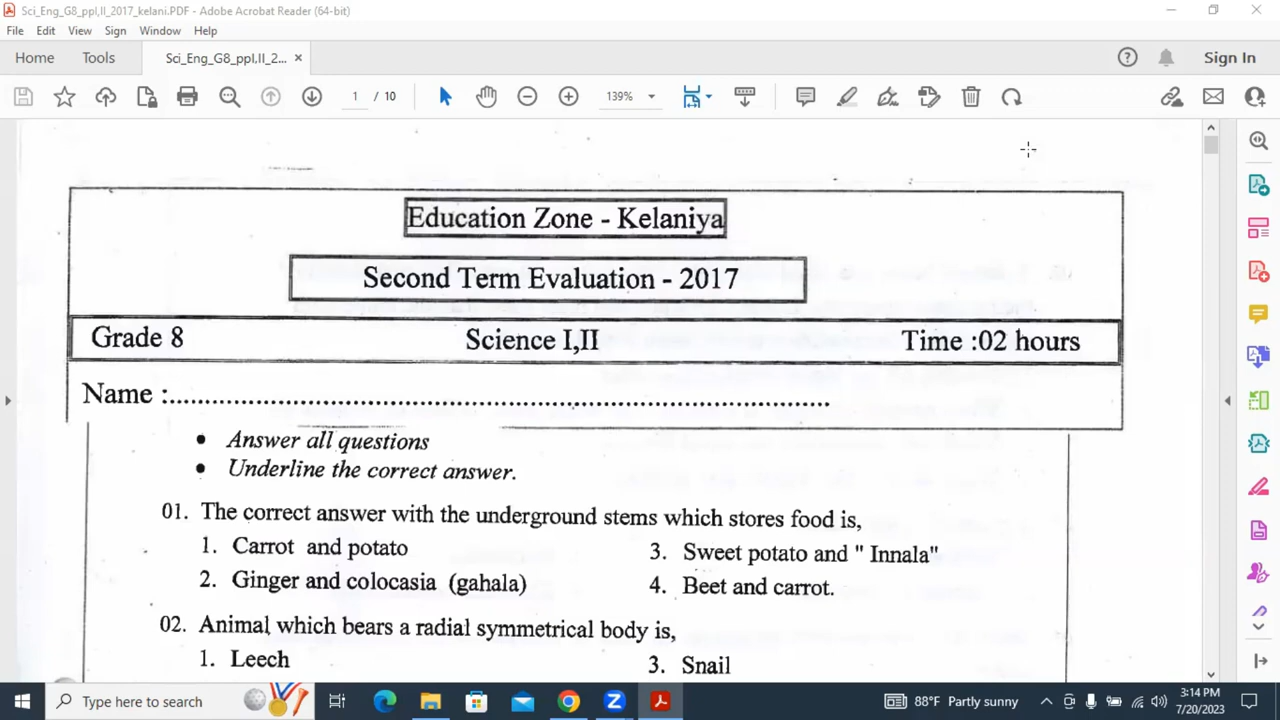 Sci_Eng_G8_ppl,II_2017_kelani.PDF - Adobe Acrobat Reader (64-bit)
File Edit View Sign Window Help
Home Tools Sci_Eng_G8_ppl,II_2... × Sign In
1 / 10 139%
Education Zone - Kelaniya
Second Term Evaluation - 2017
Grade 8 Science I,II Time :02 hours
Name :...............................................................................................
• Answer all questions
• Underline the correct answer.
01. The correct answer with the underground stems which stores food is,
1. Carrot and potato 3. Sweet potato and " Innala"
2. Ginger and colocasia (gahala) 4. Beet and carrot.
02. Animal which bears a radial symmetrical body is,
1. Leech 3. Snail
Type here to search 88°F Partly sunny 3:14 PM
7/20/2023